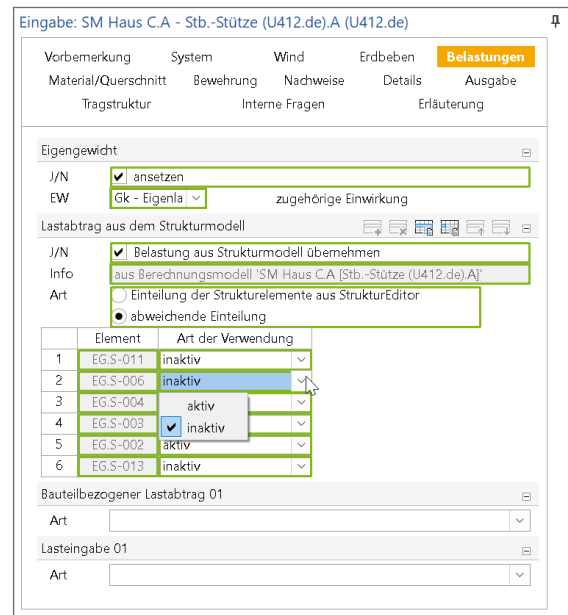 Eingabe: SM Haus C.A - Stb.-Stütze (U412.de).A (U412.de)
Vorbemerkung System Wind Erdbeben Belastungen
Material/Querschnitt Bewehrung Nachweise Details Ausgabe
Tragstruktur Interne Fragen Erläuterung
Eigengewicht
J/N ansetzen
EW Gk - Eigenla zugehörige Einwirkung
Lastabtrag aus dem Strukturmodell
J/N Belastung aus Strukturmodell übernehmen
Info aus Berechnungsmodell 'SM Haus C.A [Stb.-Stütze (U412.de).A]'
Art Einteilung der Strukturelemente aus StrukturEditor
abweichende Einteilung
Element Art der Verwendung
1 EG.S-011 inaktiv
2 EG.S-006 inaktiv
3 EG.S-004
aktiv
4 EG.S-003
inaktiv
5 EG.S-002 aktiv
6 EG.S-013 inaktiv
Bauteilbezogener Lastabtrag 01
Art
Lasteingabe 01
Art